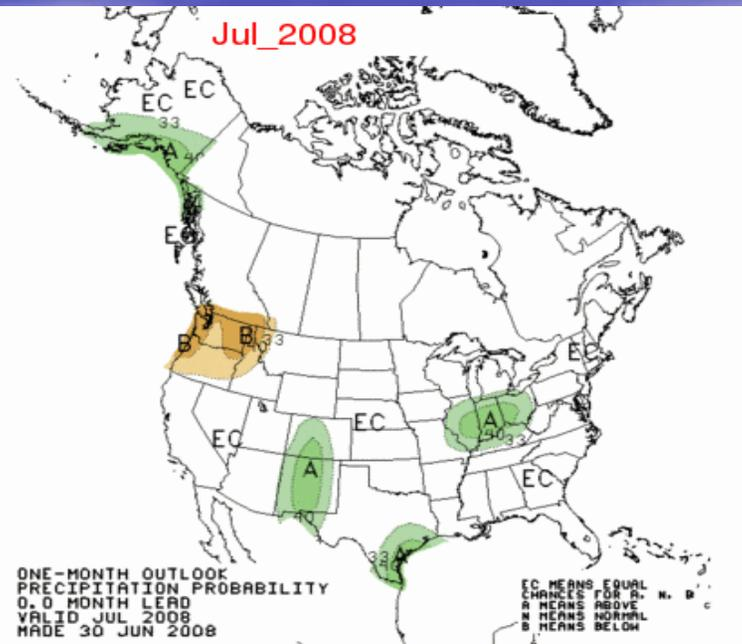 Jul_2008
EC
EC
33
A 40
EC
B
B
33
40
EC
EC
A
40
33
EC
EC
A
40
33
A
ONE-MONTH OUTLOOK
PRECIPITATION PROBABILITY
0.0 MONTH LEAD
VALID JUL 2008
MADE 30 JUN 2008
EC MEANS EQUAL
CHANCES FOR A, N, B
A MEANS ABOVE
N MEANS NORMAL
B MEANS BELOW